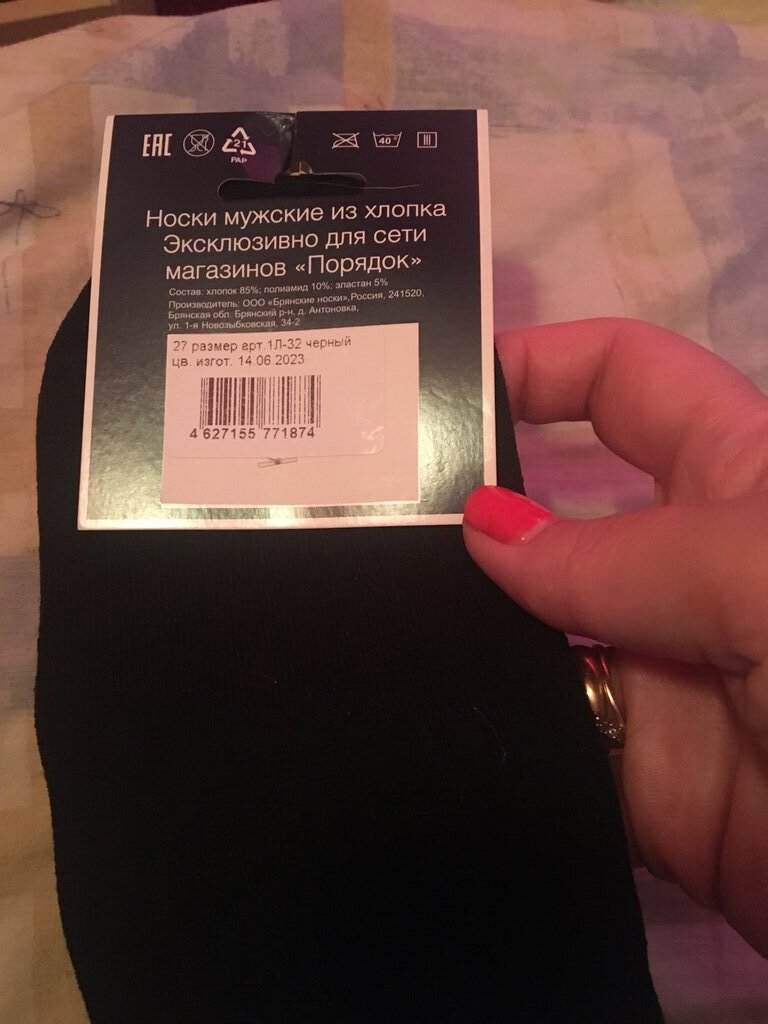 EAC
21
PAP
40°
Носки мужские из хлопка
Эксклюзивно для сети
магазинов «Порядок»
Состав: хлопок 85%; полиамид 10%; эластан 5%
Производитель: ООО «Брянские носки»,Россия, 241520,
Брянская обл. Брянский р-н, д. Антоновка,
ул. 1-я Новозыбковская, 34-2
27 размер арт.1Л-32 черный
цв. изгот. 14.06.2023
4 627155 771874